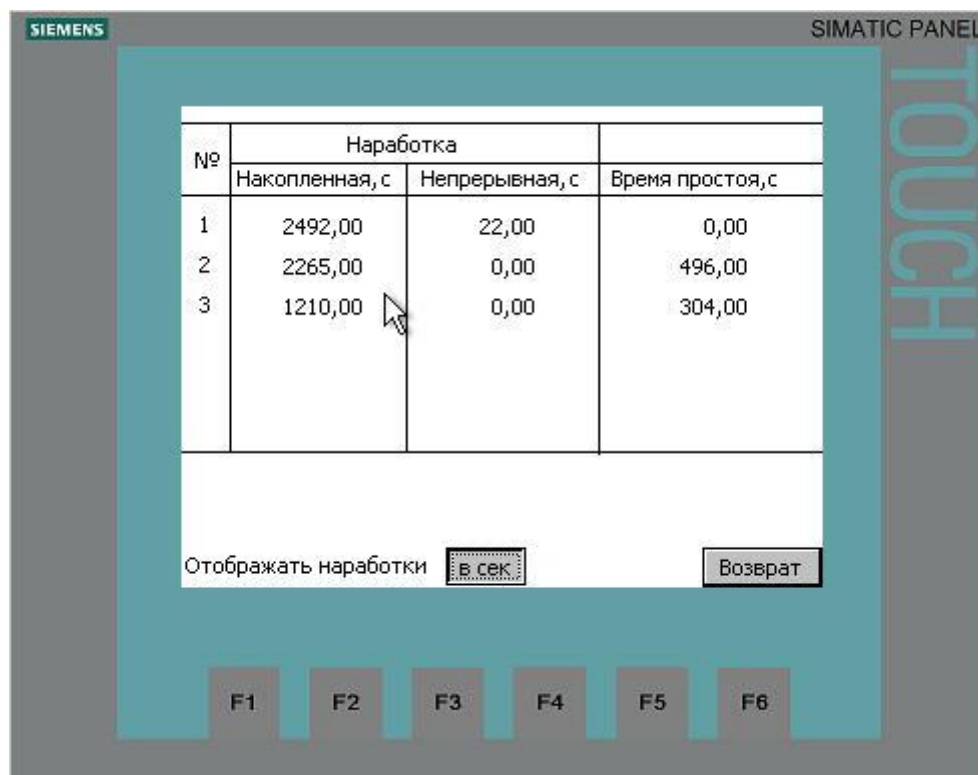 SIEMENS
SIMATIC PANEL
TOUCH
№ Наработка
Накопленная, с Непрерывная, с Время простоя,с
1 2492,00 22,00 0,00
2 2265,00 0,00 496,00
3 1210,00 0,00 304,00
Отображать наработки в сек Возврат
F1 F2 F3 F4 F5 F6